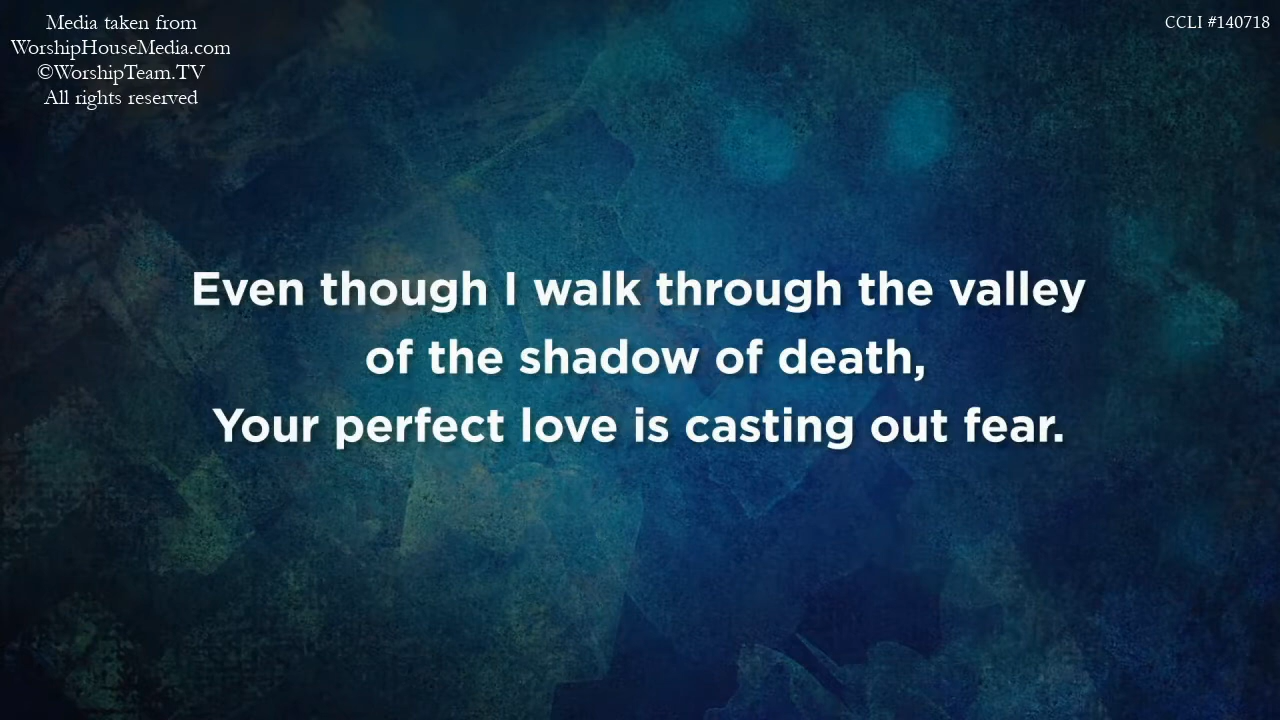 Media taken from
WorshipHouseMedia.com
©WorshipTeam.TV
All rights reserved
CCLI #140718
Even though I walk through the valley
of the shadow of death,
Your perfect love is casting out fear.